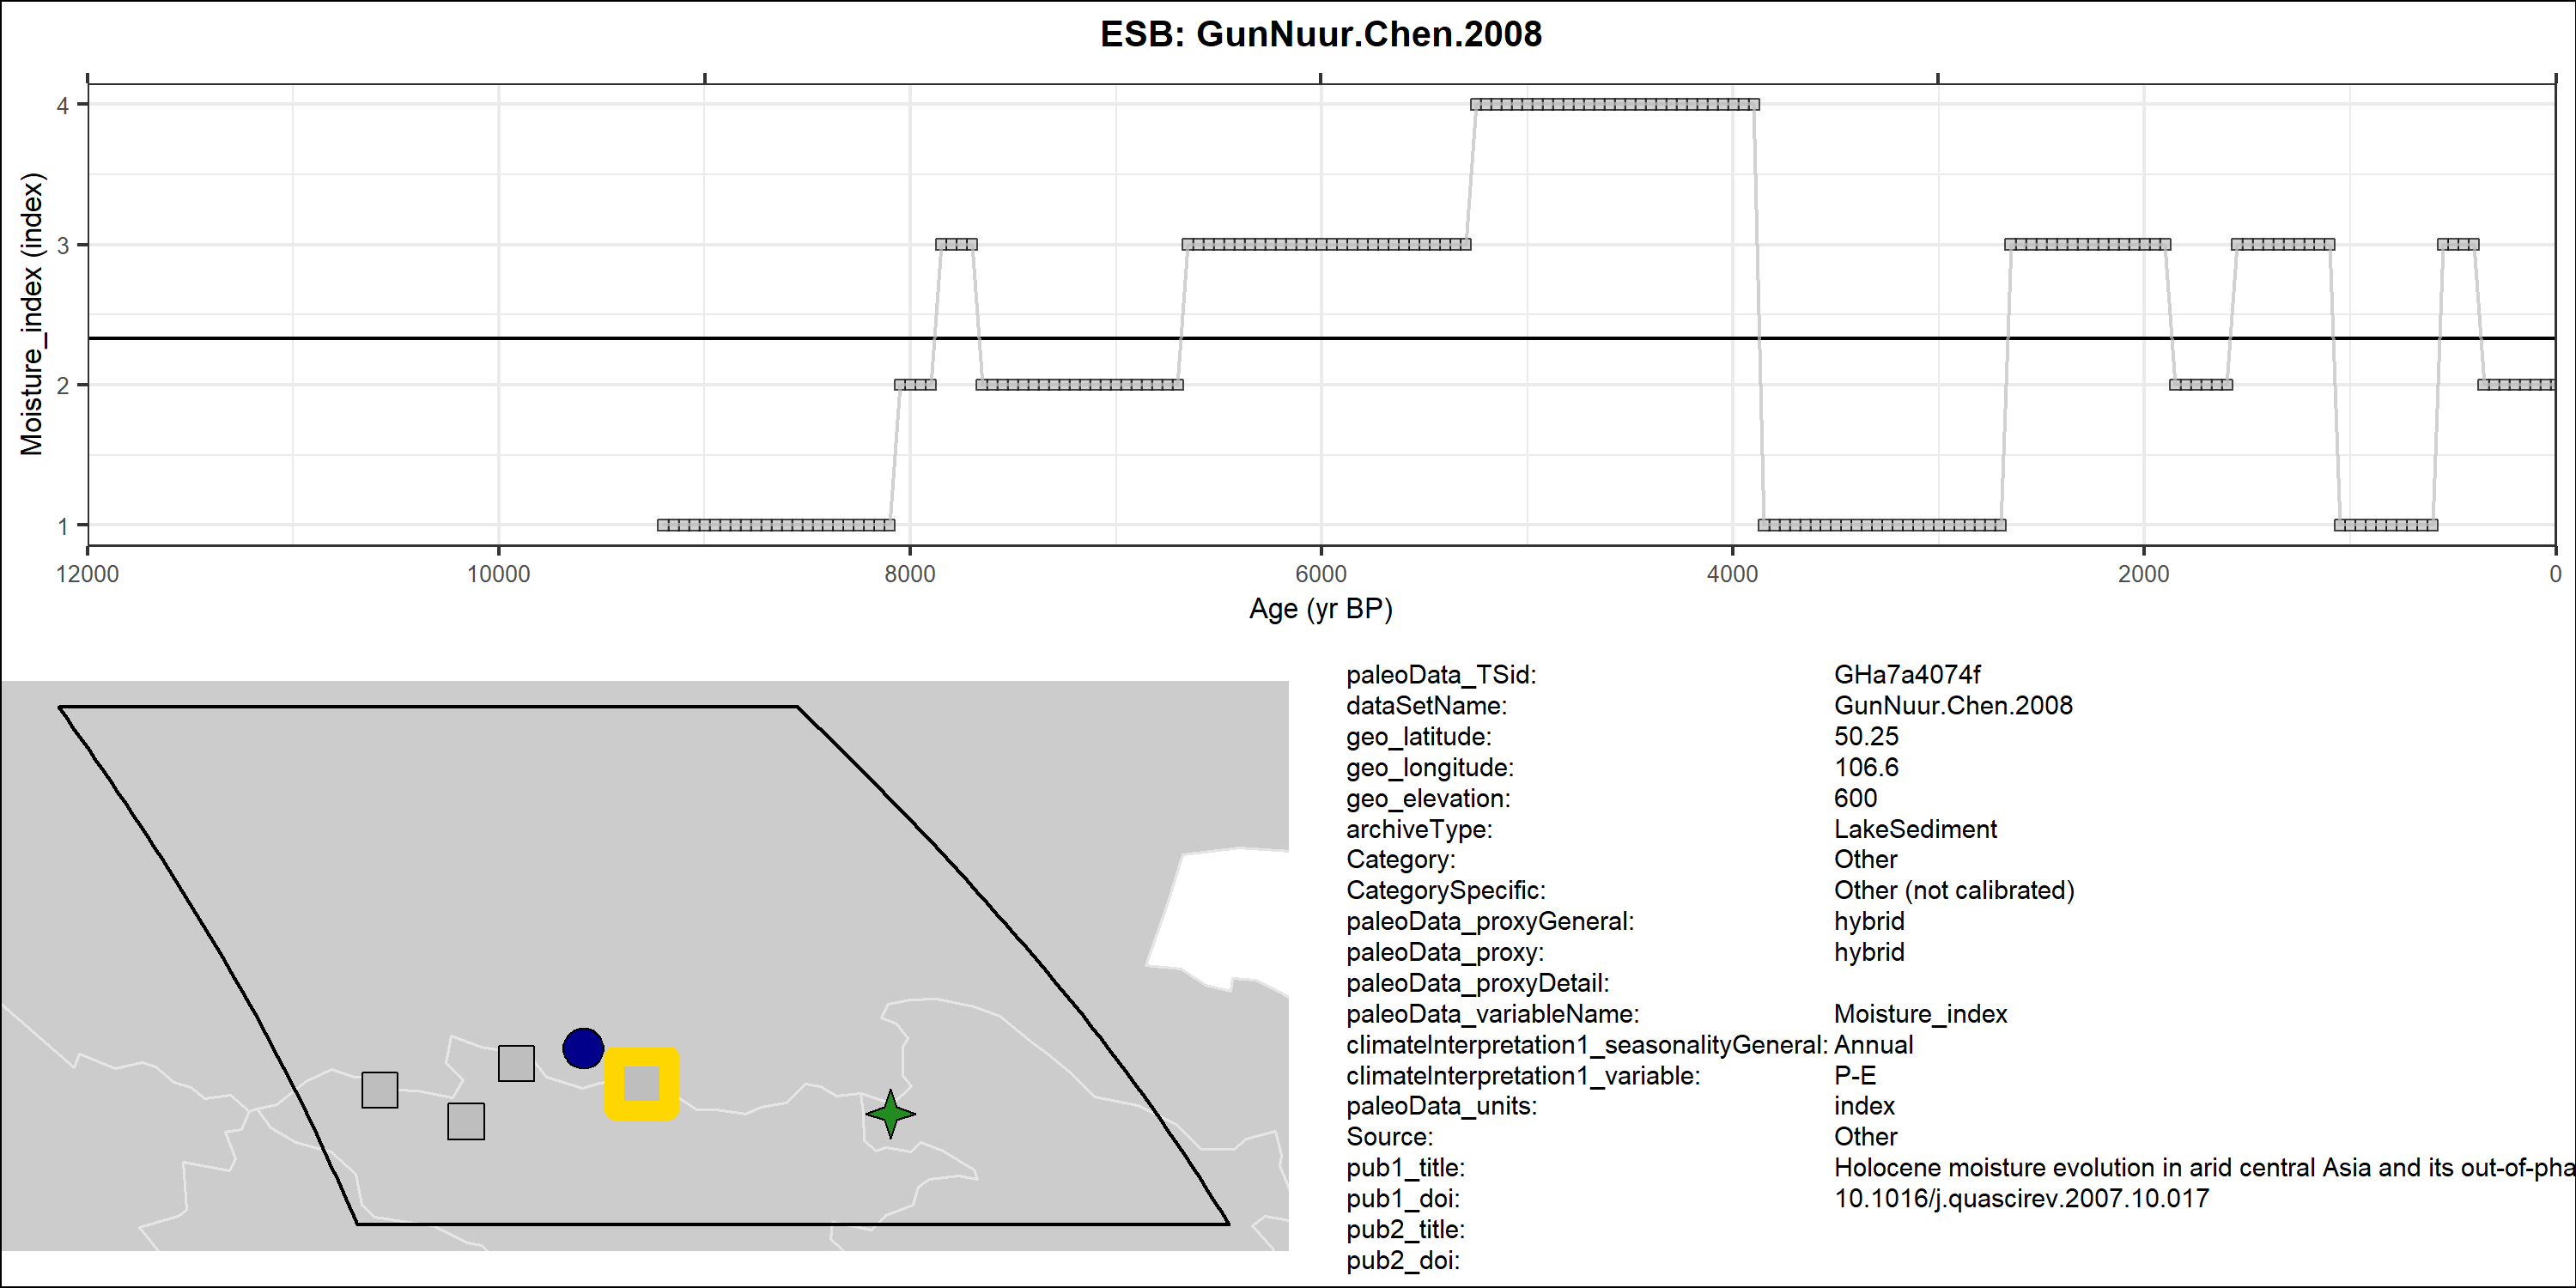 ESB: GunNuur.Chen.2008
Moisture_index (index)
4
3
2
1
12000 10000 8000 6000 4000 2000 0
Age (yr BP)
paleoData_TSid: GHa7a4074f
dataSetName: GunNuur.Chen.2008
geo_latitude: 50.25
geo_longitude: 106.6
geo_elevation: 600
archiveType: LakeSediment
Category: Other
CategorySpecific: Other (not calibrated)
paleoData_proxyGeneral: hybrid
paleoData_proxy: hybrid
paleoData_proxyDetail:
paleoData_variableName: Moisture_index
climateInterpretation1_seasonalityGeneral: Annual
climateInterpretation1_variable: P-E
paleoData_units: index
Source: Other
pub1_title: Holocene moisture evolution in arid central Asia and its out-of-pha
pub1_doi: 10.1016/j.quascirev.2007.10.017
pub2_title:
pub2_doi: